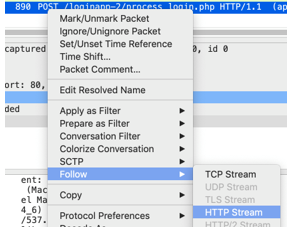 890 POST /loginapp-2/process_login.php HTTP/1.1 (ap
Mark/Unmark Packet
Ignore/Unignore Packet
Set/Unset Time Reference
Time Shift...
Packet Comment...
captured
0, id 0
ort: 80,
Edit Resolved Name
ded
Apply as Filter
Prepare as Filter
Conversation Filter
Colorize Conversation
SCTP
Follow
TCP Stream
UDP Stream
TLS Stream
HTTP Stream
HTTP/2 Stream
ent:
(Mac
el Ma
4_6)
/537.
Copy
Protocol Preferences